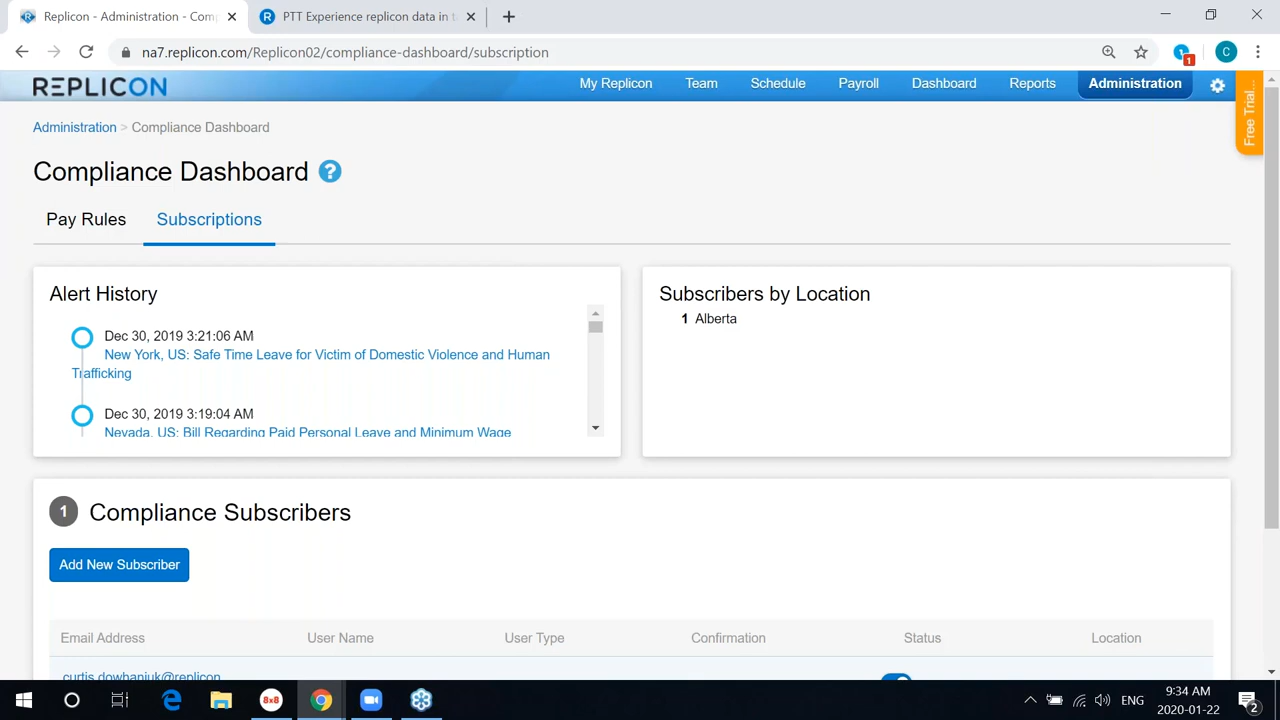 Replicon - Administration - Com
PTT Experience replicon data in t
na7.replicon.com/Replicon02/compliance-dashboard/subscription
1
C
REPLICON
My Replicon
Team
Schedule
Payroll
Dashboard
Reports
Administration
Free Trial...
Administration > Compliance Dashboard
Compliance Dashboard ?
Pay Rules
Subscriptions
Alert History
Dec 30, 2019 3:21:06 AM
New York, US: Safe Time Leave for Victim of Domestic Violence and Human
Trafficking
Dec 30, 2019 3:19:04 AM
Nevada, US: Bill Regarding Paid Personal Leave and Minimum Wage
Subscribers by Location
1 Alberta
1 Compliance Subscribers
Add New Subscriber
Email Address
User Name
User Type
Confirmation
Status
Location
curtis.dowhaniuk@replicon
8x8
ENG
9:34 AM
2020-01-22
2